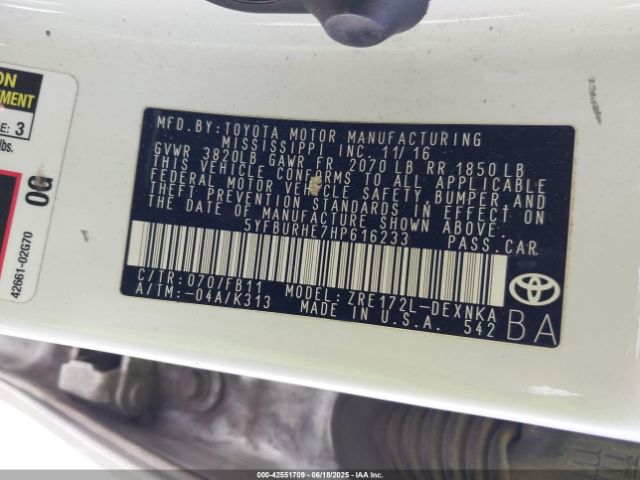 ON
EMENT
E: 3
lbs.
0G
42661-02G70
MFD.BY:TOYOTA MOTOR MANUFACTURING
MISSISSIPPI INC. 11/16
GVWR 3820LB GAWR FR 2070 LB RR 1850 LB
THIS VEHICLE CONFORMS TO ALL APPLICABLE
FEDERAL MOTOR VEHICLE SAFETY, BUMPER, AND
THEFT PREVENTION STANDARDS IN EFFECT ON
THE DATE OF MANUFACTURE SHOWN ABOVE.
5YFBURHE7HP616233 PASS.CAR
C/TR: 070/FB11 MODEL: ZRE172L-DEXNKA
A/TM:-04A/K313 MADE IN U.S.A. 542
BA
000-42551709 - 06/18/2025 - IAA Inc.